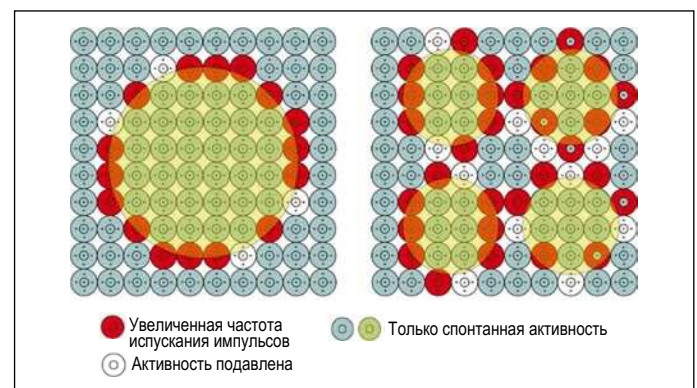 Увеличенная частота
испускания импульсов
Активность подавлена
Только спонтанная активность